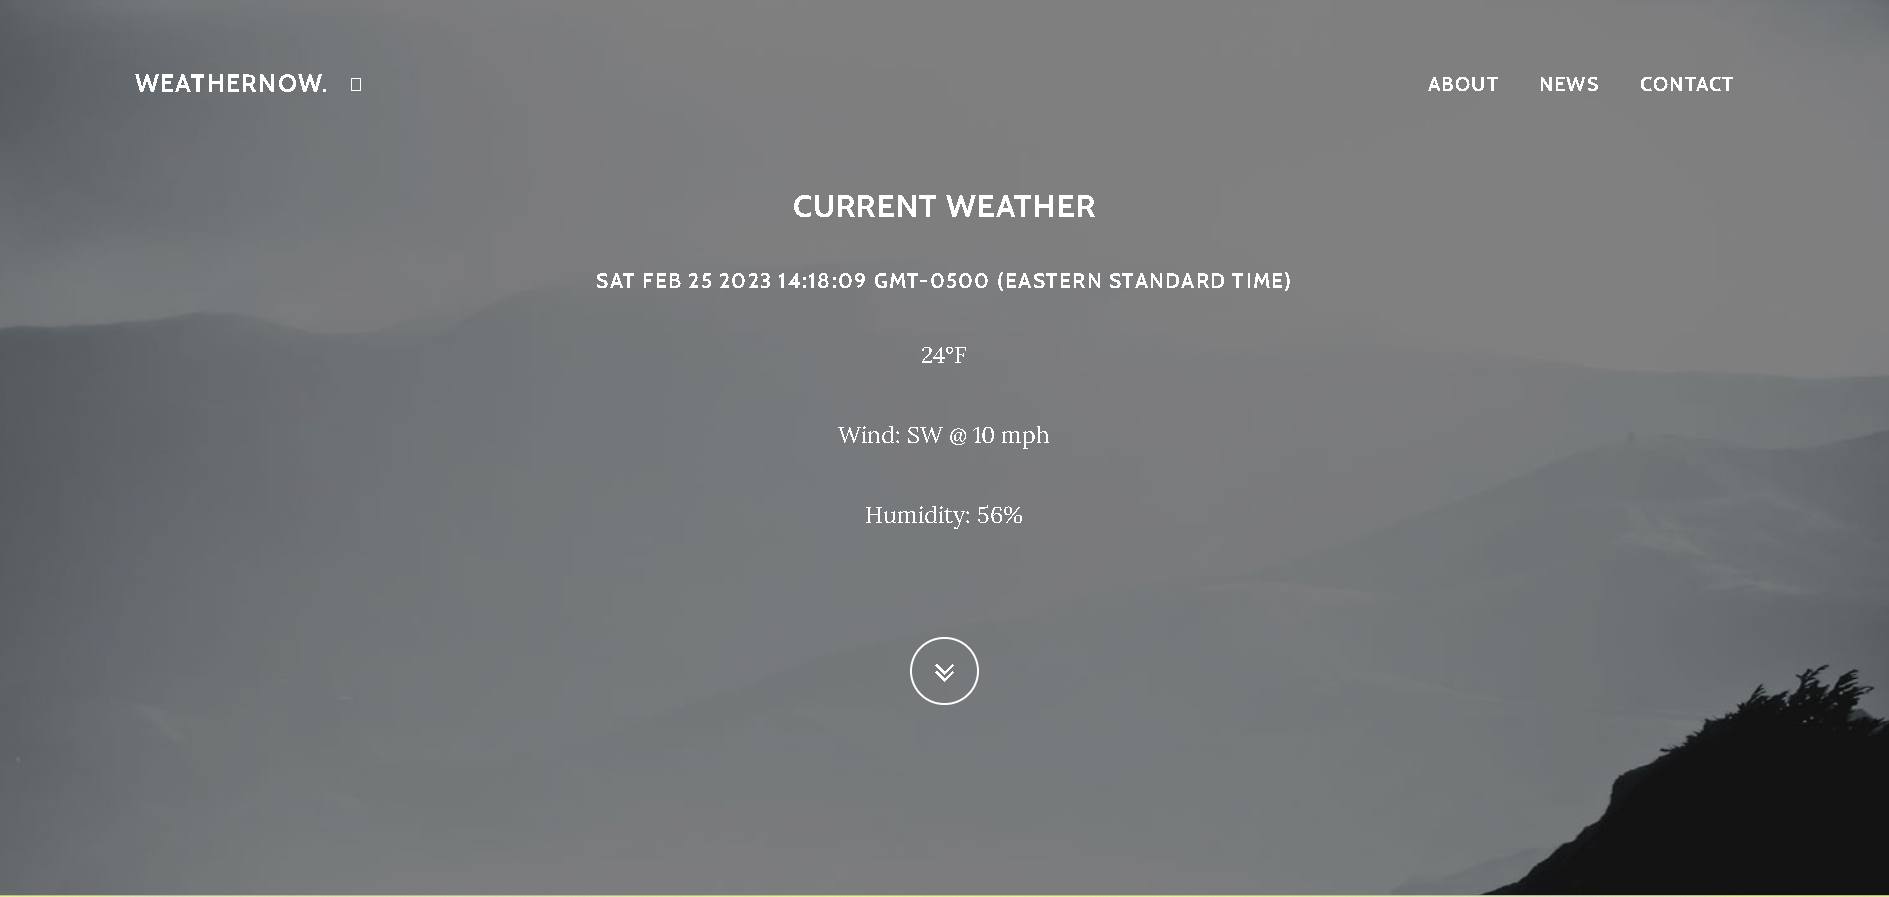 WEATHERNOW.
ABOUT NEWS CONTACT
CURRENT WEATHER
SAT FEB 25 2023 14:18:09 GMT-0500 (EASTERN STANDARD TIME)
24°F
Wind: SW @ 10 mph
Humidity: 56%